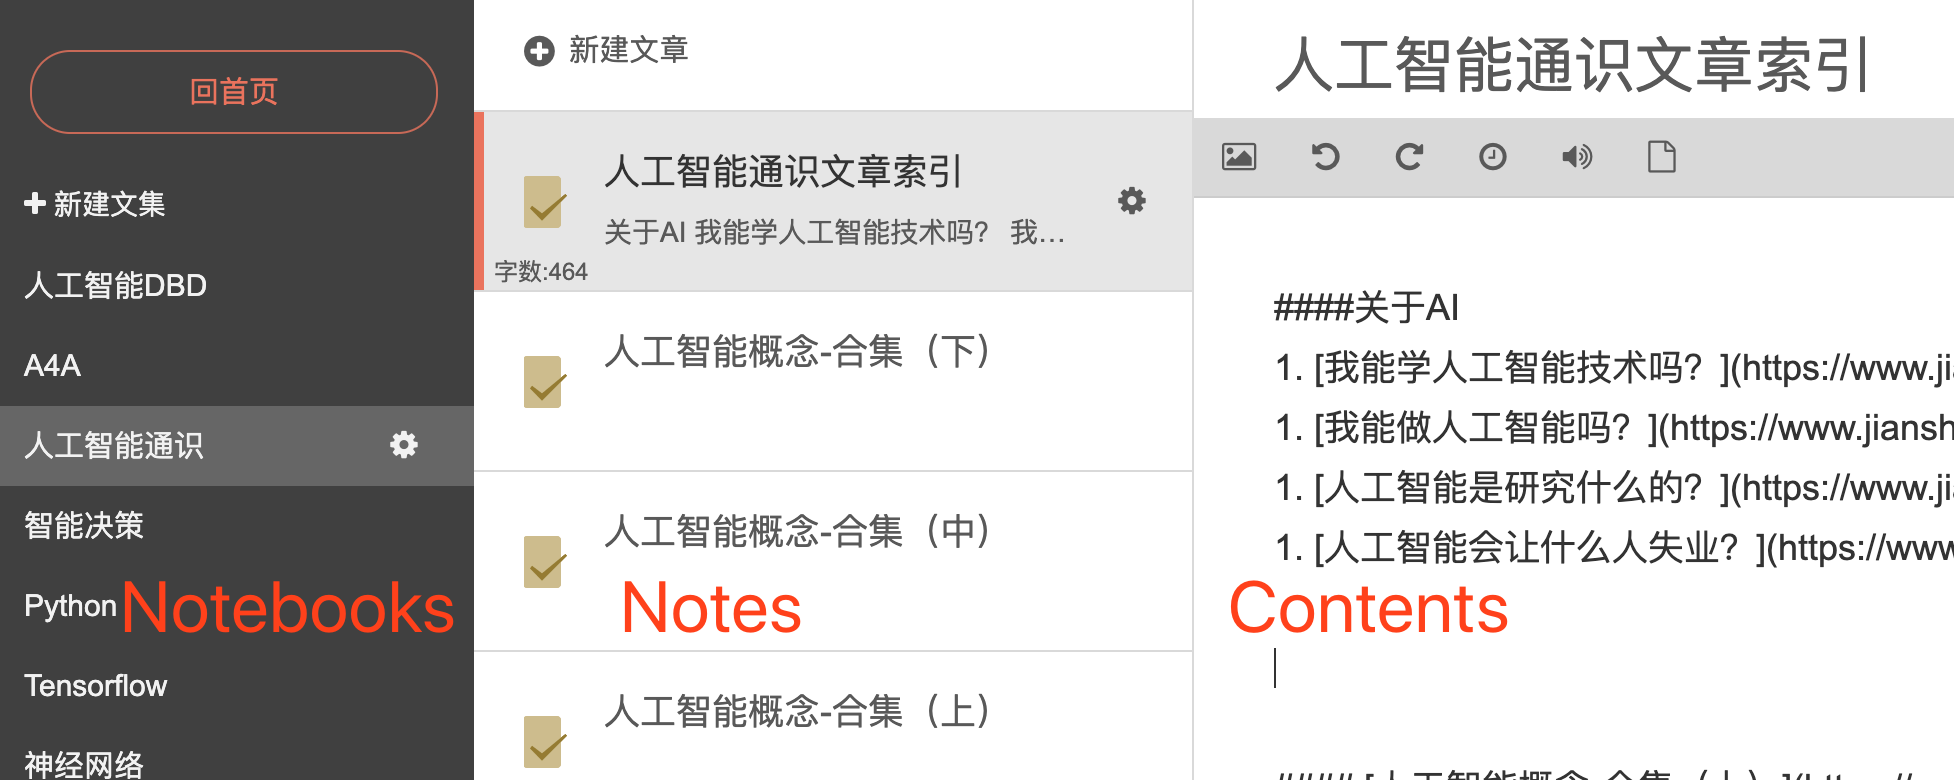 回首页
新建文集
人工智能DBD
A4A
人工智能通识
智能决策
Python
Notebooks
Tensorflow
神经网络
新建文章
人工智能通识文章索引
关于AI 我能学人工智能技术吗？ 我...
字数:464
人工智能概念-合集（下）
人工智能概念-合集（中）
Notes
人工智能概念-合集（上）
人工智能通识文章索引
####关于AI
1. [我能学人工智能技术吗？](https://www.ji
1. [我能做人工智能吗？](https://www.jiansh
1. [人工智能是研究什么的？](https://www.ji
1. [人工智能会让什么人失业？](https://www
Contents